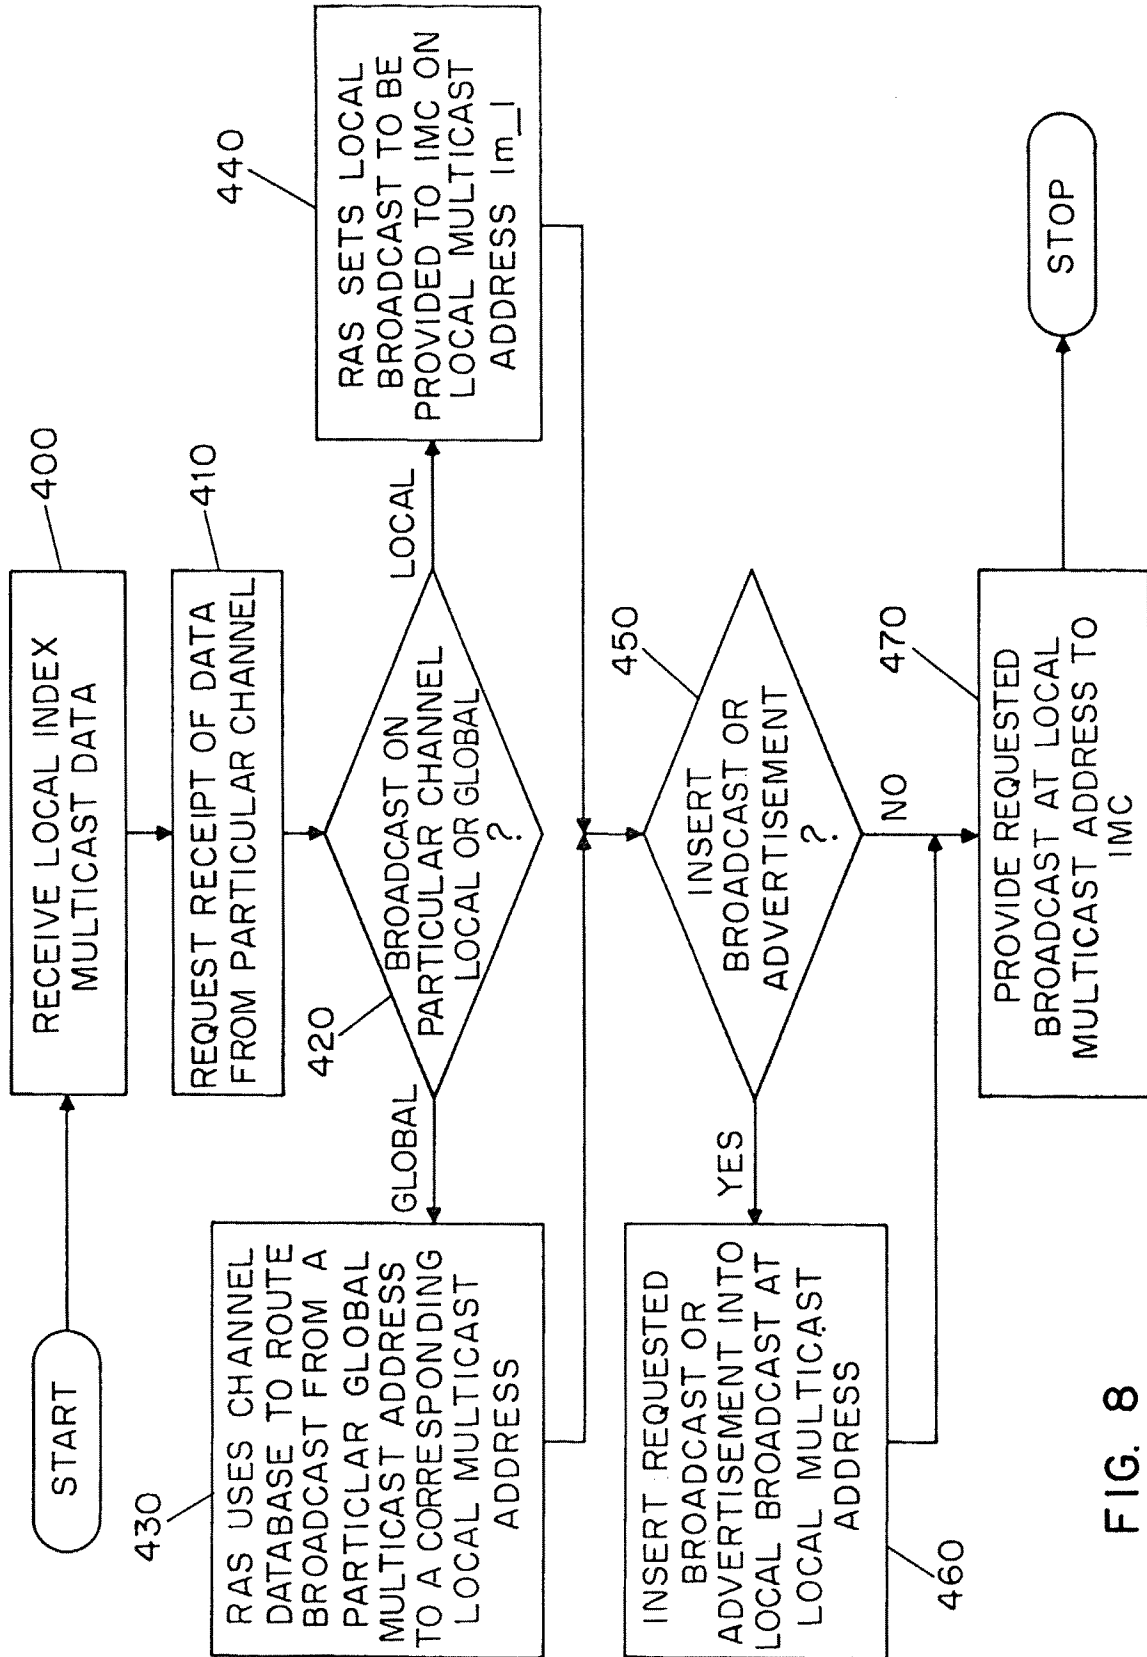 START
RECEIVE LOCAL INDEX
MULTICAST DATA
400
REQUEST RECEIPT OF DATA
FROM PARTICULAR CHANNEL
410
BROADCAST ON
PARTICULAR CHANNEL
LOCAL OR GLOBAL
?
420
GLOBAL
LOCAL
430
RAS USES CHANNEL
DATABASE TO ROUTE
BROADCAST FROM A
PARTICLAR GLOBAL
MULTICAST ADDRESS
TO A CORRESPONDING
LOCAL MULTICAST
ADDRESS
440
RAS SETS LOCAL
BROADCAST TO BE
PROVIDED TO IMC ON
LOCAL MULTICAST
ADDRESS lm_l
INSERT
BROADCAST OR
ADVERTISEMENT
?
450
YES
NO
INSERT REQUESTED
BROADCAST OR
ADVERTISEMENT INTO
LOCAL BROADCAST AT
LOCAL MULTICAST
ADDRESS
460
470
PROVIDE REQUESTED
BROADCAST AT LOCAL
MULTICAST ADDRESS TO
IMC
STOP
FIG. 8